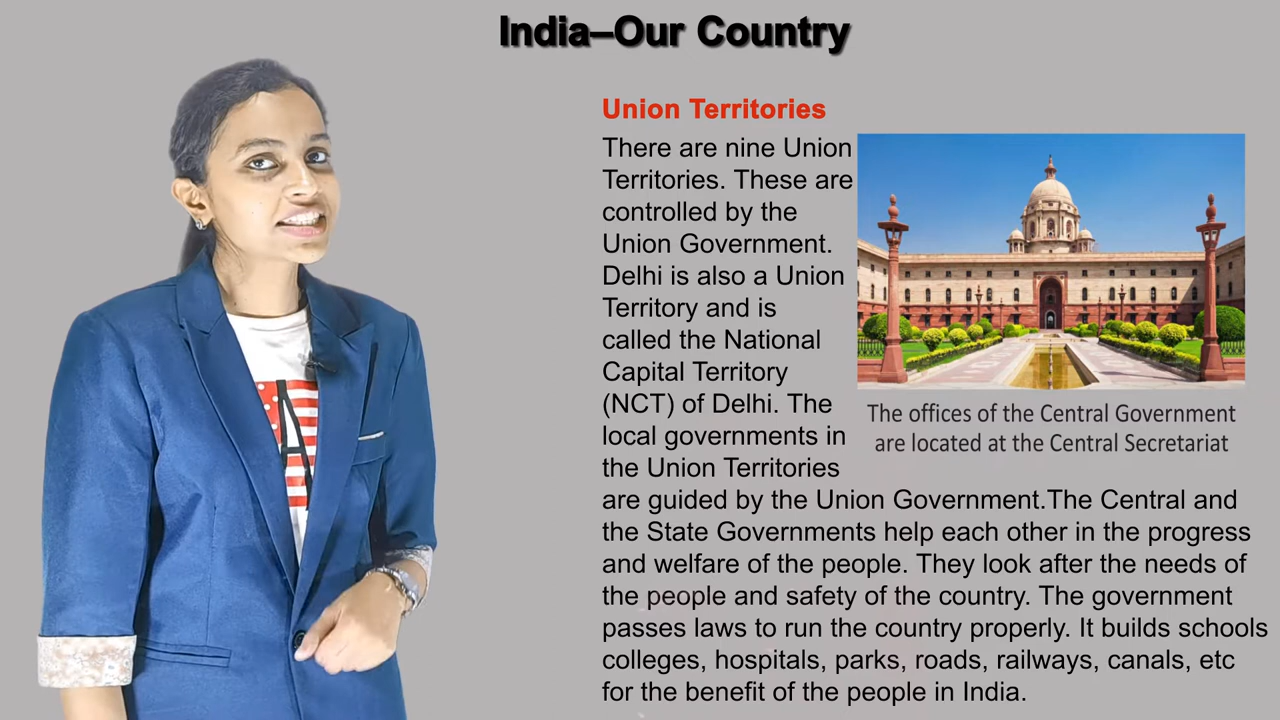 India–Our Country
Union Territories
There are nine Union
Territories. These are
controlled by the
Union Government.
Delhi is also a Union
Territory and is
called the National
Capital Territory
(NCT) of Delhi. The
local governments in
the Union Territories
are guided by the Union Government.The Central and
the State Governments help each other in the progress
and welfare of the people. They look after the needs of
the people and safety of the country. The government
passes laws to run the country properly. It builds schools
colleges, hospitals, parks, roads, railways, canals, etc
for the benefit of the people in India.
The offices of the Central Government
are located at the Central Secretariat